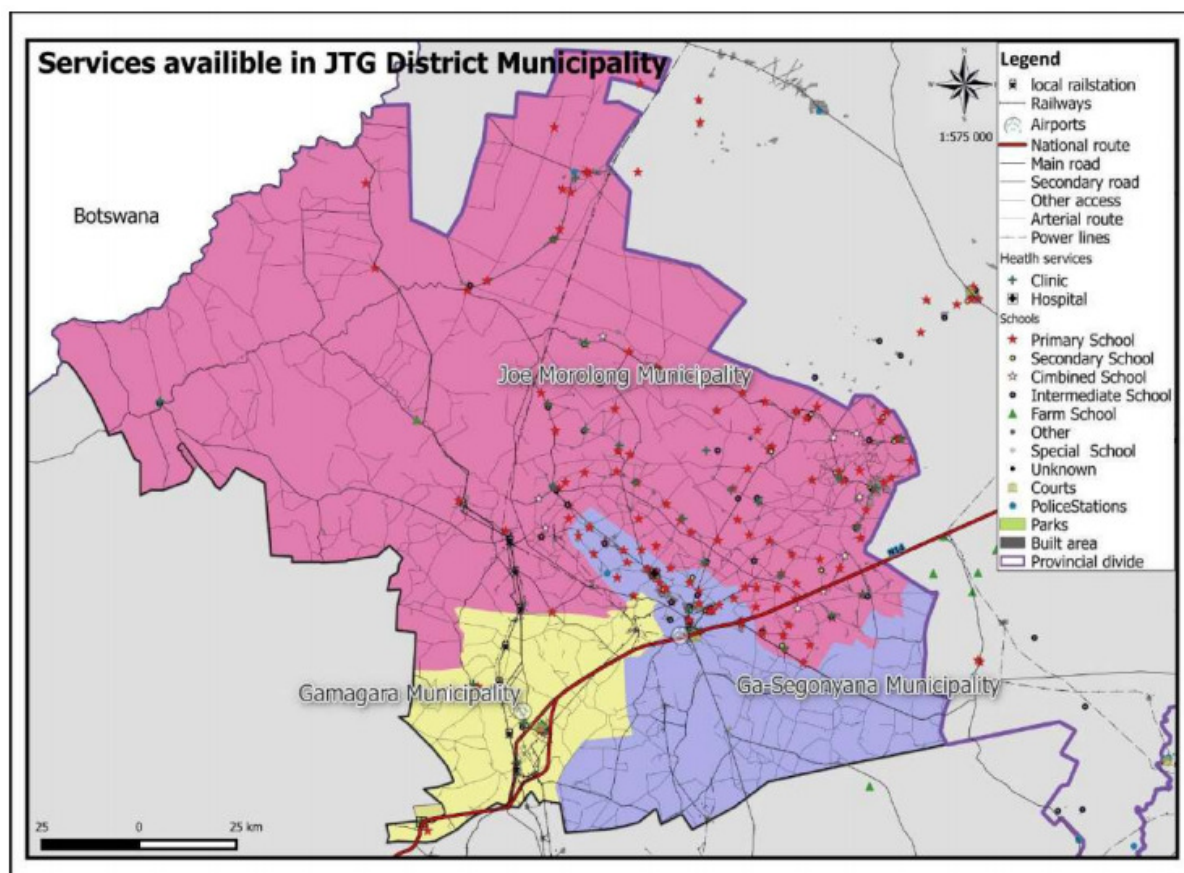 Services availible in JTG District Municipality
N
W
E
S
1:575 000
Legend
local railstation
Railways
Airports
National route
Main road
Secondary road
Other access
Arterial route
Power lines
Heatlh services
Clinic
Hospital
Schools
Primary School
Secondary School
Cimbined School
Intermediate School
Farm School
Other
Special School
Unknown
Courts
PoliceStations
Parks
Built area
Provincial divide
Botswana
Joe Morolong Municipality
N14
Gamagara Municipality
Ga-Segonyana Municipality
25 0 25 km